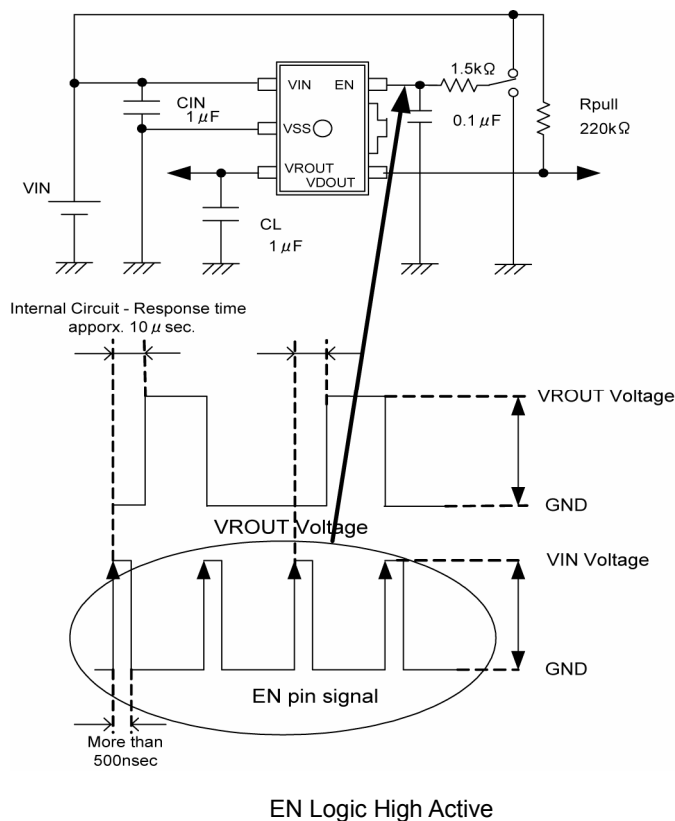 1.5kΩ
VIN EN
CIN
1 μF
Rpull
220kΩ
0.1 μF
VSS
VROUT
VDOUT
VIN
CL
1 μF
Internal Circuit - Response time
apporx. 10 μ sec.
VROUT Voltage
GND
VROUT Voltage
VIN Voltage
GND
EN pin signal
More than
500nsec
EN Logic High Active